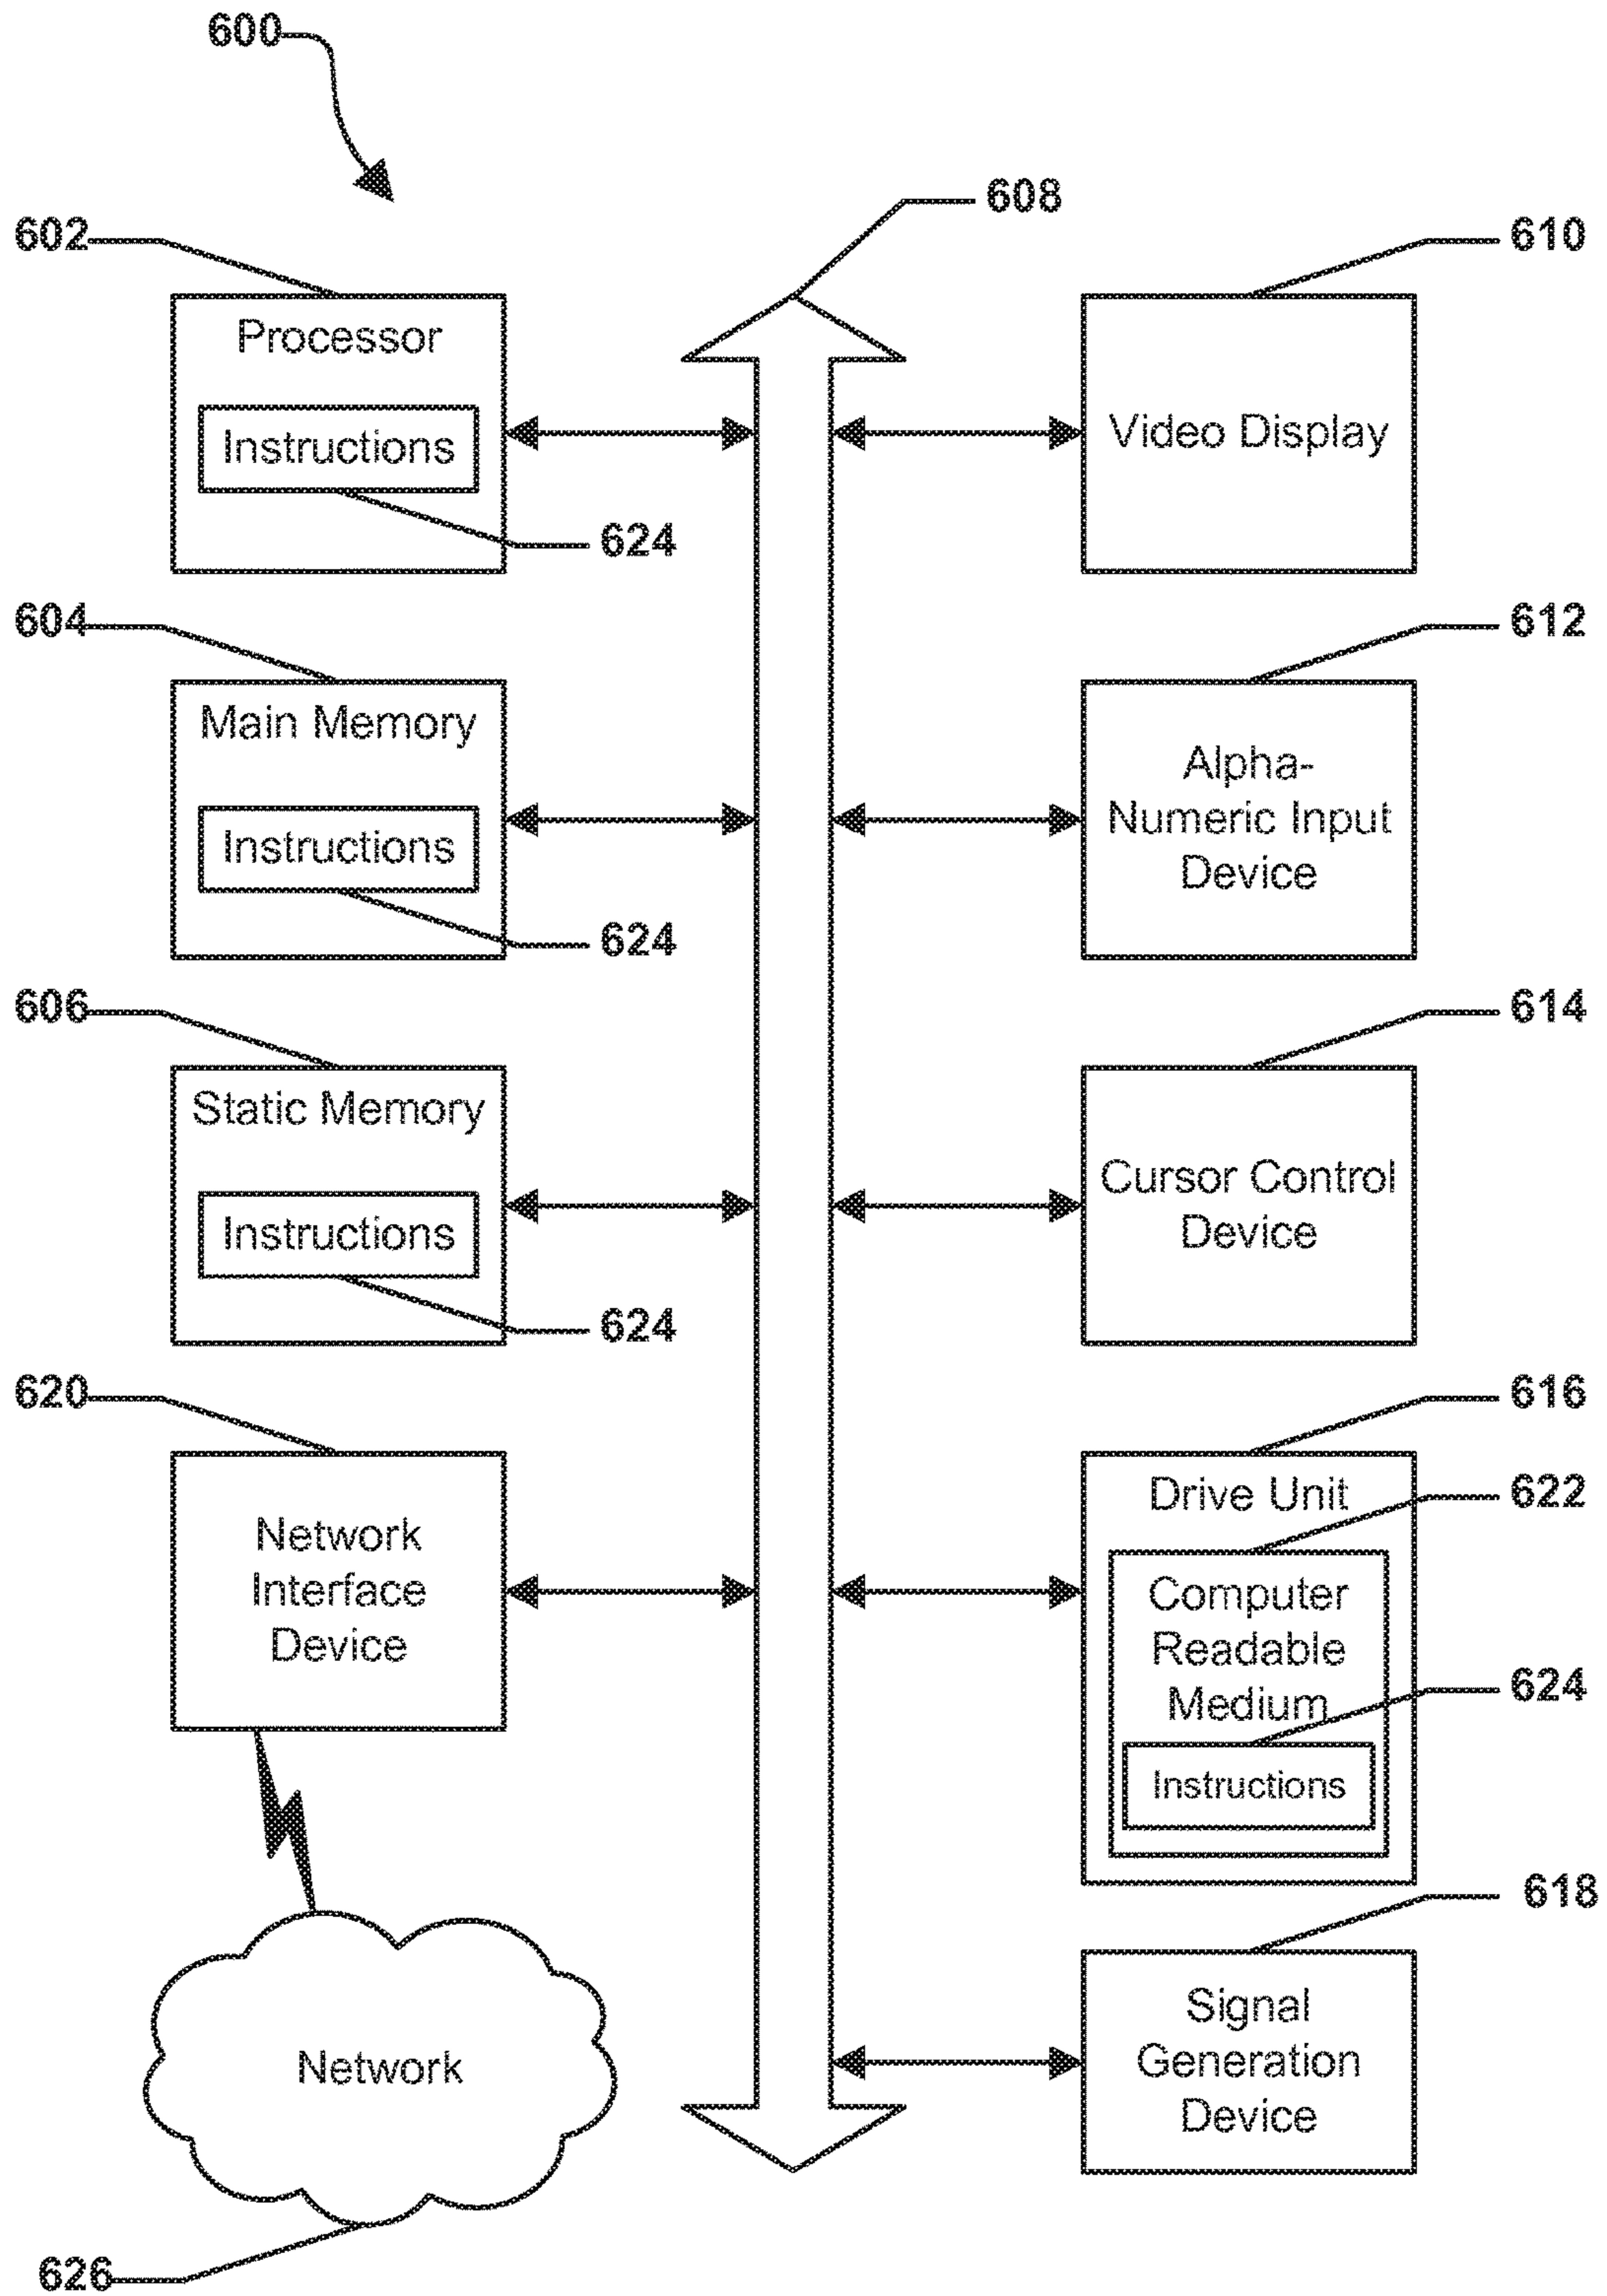 600
608
602
610
Processor
Instructions
Video Display
624
604
612
Main Memory
Instructions
Alpha-
Numeric Input
Device
624
606
614
Static Memory
Instructions
Cursor Control
Device
624
620
616
Network
Interface
Device
Drive Unit
622
Computer
Readable
Medium
624
Instructions
618
Network
Signal
Generation
Device
626